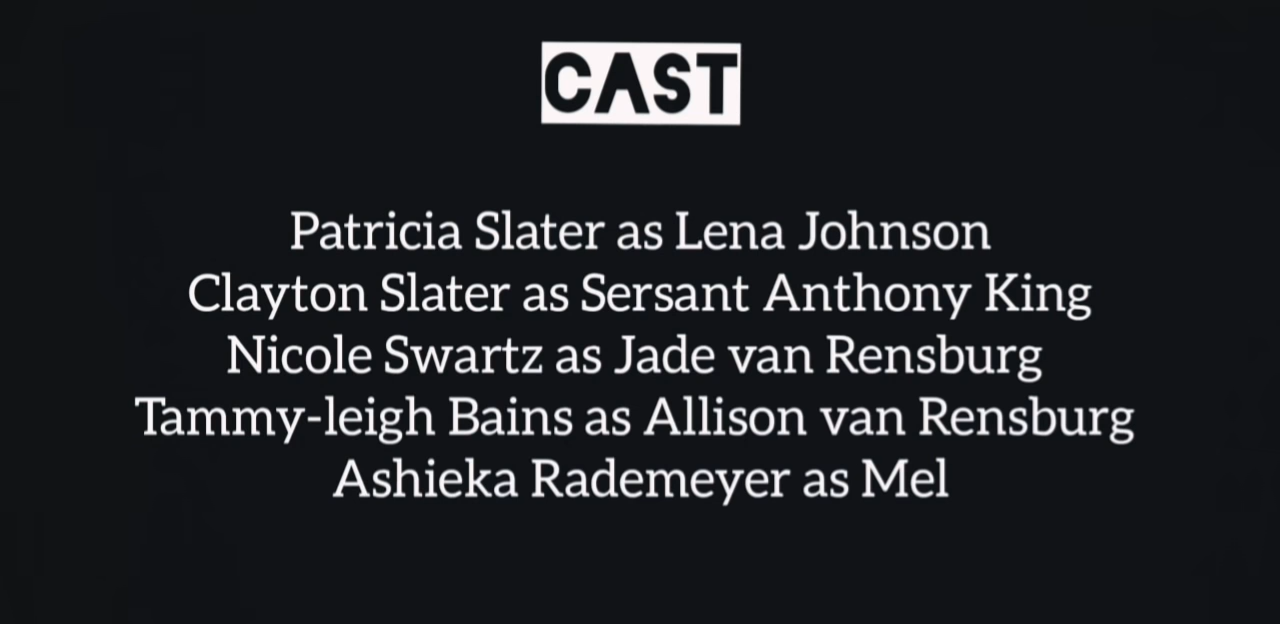 CAST
Patricia Slater as Lena Johnson
Clayton Slater as Sersant Anthony King
Nicole Swartz as Jade van Rensburg
Tammy-leigh Bains as Allison van Rensburg
Ashieka Rademeyer as Mel